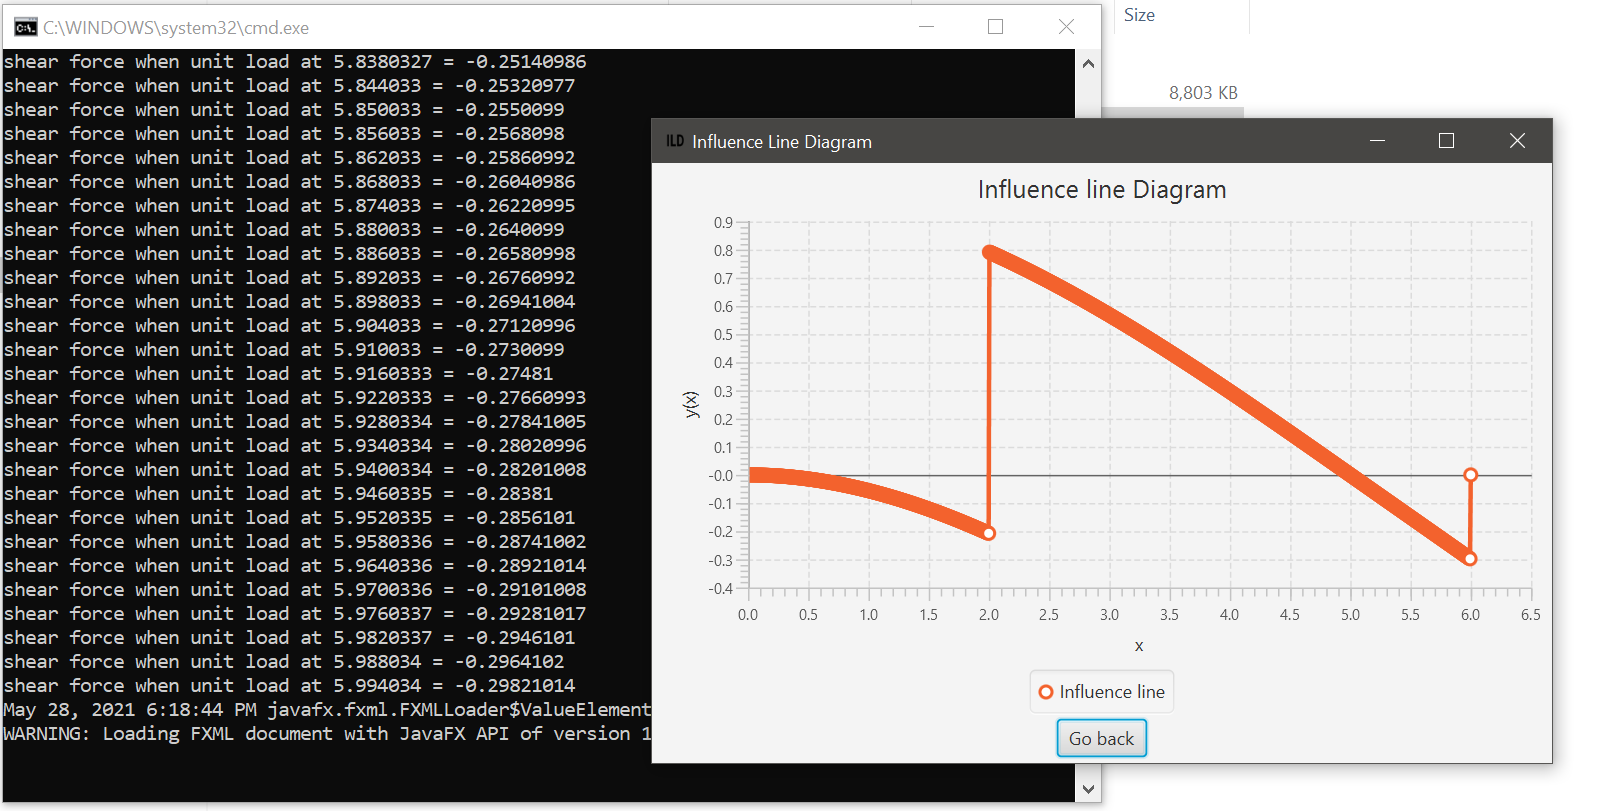 C:\WINDOWS\system32\cmd.exe
Size
8,803 KB
shear force when unit load at 5.8380327 = -0.25140986
shear force when unit load at 5.844033 = -0.25320977
shear force when unit load at 5.850033 = -0.2550099
shear force when unit load at 5.856033 = -0.2568098
shear force when unit load at 5.862033 = -0.25860992
shear force when unit load at 5.868033 = -0.26040986
shear force when unit load at 5.874033 = -0.26220995
shear force when unit load at 5.880033 = -0.2640099
shear force when unit load at 5.886033 = -0.26580998
shear force when unit load at 5.892033 = -0.26760992
shear force when unit load at 5.898033 = -0.26941004
shear force when unit load at 5.904033 = -0.27120996
shear force when unit load at 5.910033 = -0.2730099
shear force when unit load at 5.9160333 = -0.27481
shear force when unit load at 5.9220333 = -0.27660993
shear force when unit load at 5.9280334 = -0.27841005
shear force when unit load at 5.9340334 = -0.28020996
shear force when unit load at 5.9400334 = -0.28201008
shear force when unit load at 5.9460335 = -0.28381
shear force when unit load at 5.9520335 = -0.2856101
shear force when unit load at 5.9580336 = -0.28741002
shear force when unit load at 5.9640336 = -0.28921014
shear force when unit load at 5.9700336 = -0.29101008
shear force when unit load at 5.9760337 = -0.29281017
shear force when unit load at 5.9820337 = -0.2946101
shear force when unit load at 5.988034 = -0.2964102
shear force when unit load at 5.994034 = -0.29821014
May 28, 2021 6:18:44 PM javafx.fxml.FXMLLoader$ValueElement
WARNING: Loading FXML document with JavaFX API of version 1
ILD Influence Line Diagram
Influence line Diagram
0.9
0.8
0.7
0.6
0.5
0.4
0.3
0.2
0.1
-0.0
-0.1
-0.2
-0.3
-0.4
y(x)
0.0 0.5 1.0 1.5 2.0 2.5 3.0 3.5 4.0 4.5 5.0 5.5 6.0 6.5
x
Influence line
Go back